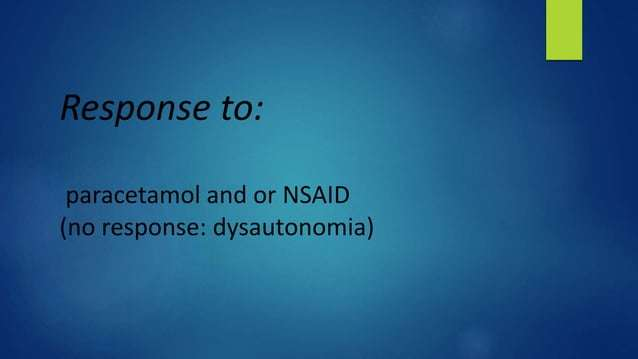 Response to:
paracetamol and or NSAID
(no response: dysautonomia)